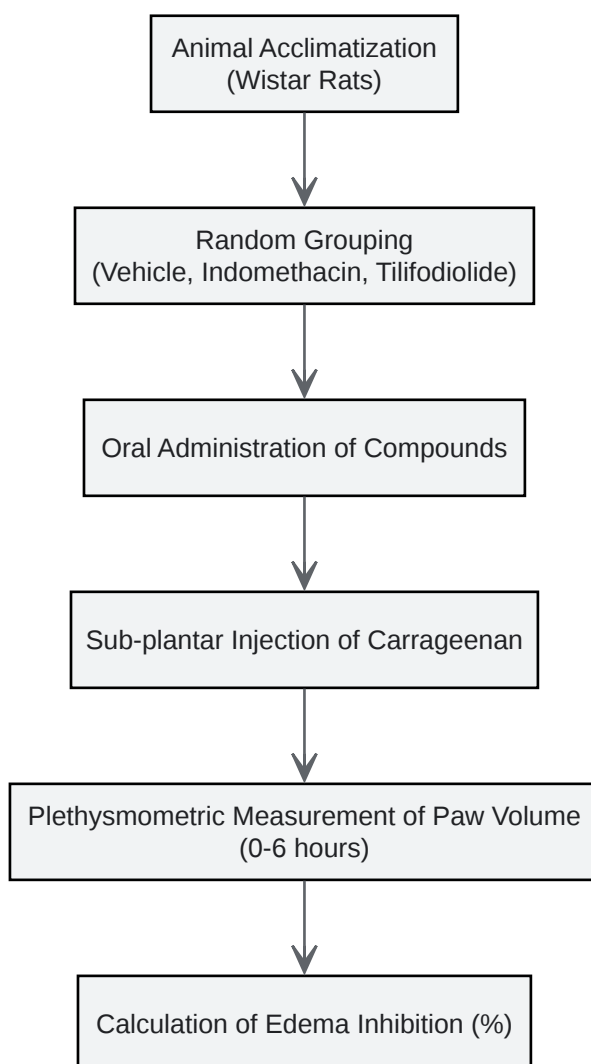 Animal Acclimatization
(Wistar Rats)
Random Grouping
(Vehicle, Indomethacin, Tilifodiolide)
Oral Administration of Compounds
Sub-plantar Injection of Carrageenan
Plethysmometric Measurement of Paw Volume
(0-6 hours)
Calculation of Edema Inhibition (%)